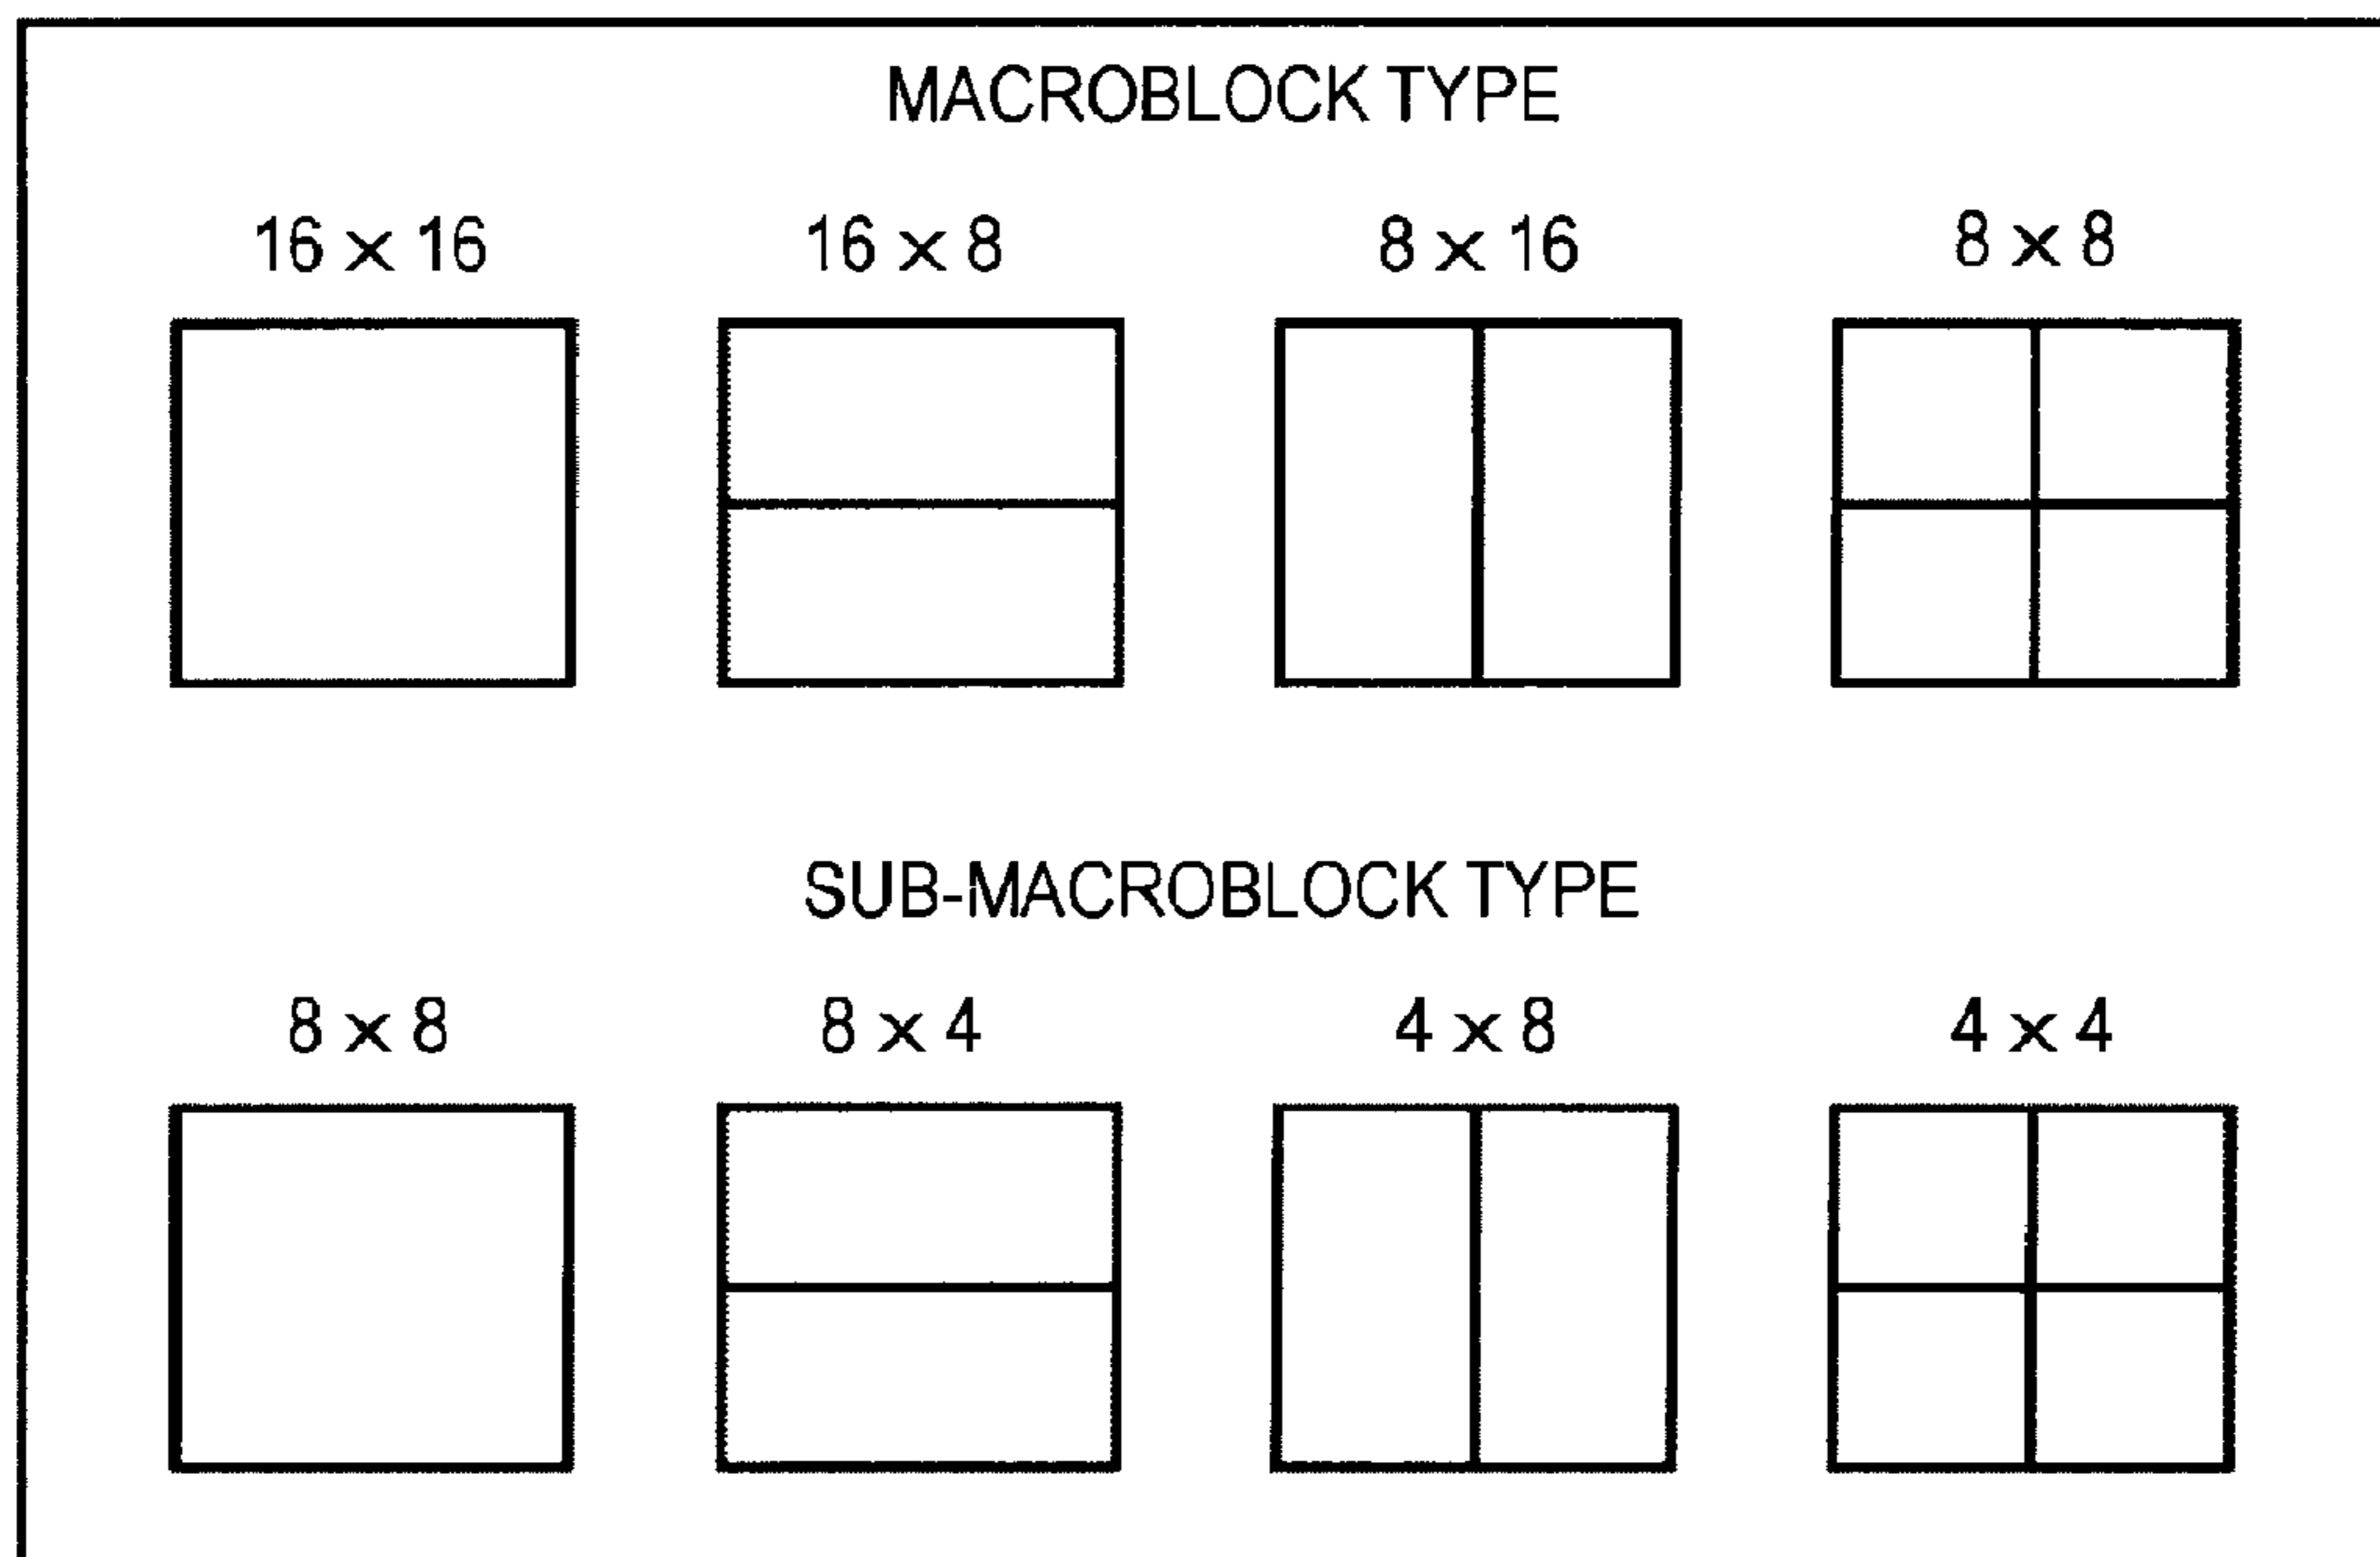 MACROBLOCK TYPE
16 × 16 16 × 8 8 × 16 8 × 8
SUB-MACROBLOCK TYPE
8 × 8 8 × 4 4 × 8 4 × 4